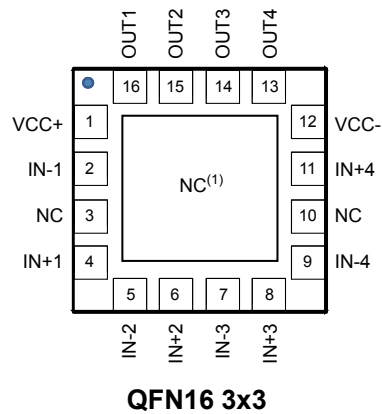 OUT1 OUT2 OUT3 OUT4
16 15 14 13
VCC+ 1 12 VCC-
IN-1 2 11 IN+4
NC 3 NC(1) 10 NC
IN+1 4 9 IN-4
5 6 7 8
IN-2 IN+2 IN-3 IN+3
QFN16 3x3